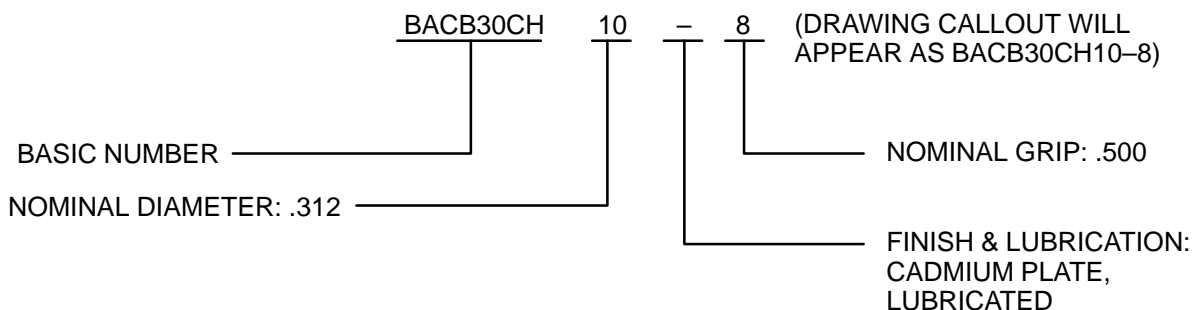 BACB30CH 10 – 8 (DRAWING CALLOUT WILL
APPEAR AS BACB30CH10–8)
BASIC NUMBER
NOMINAL GRIP: .500
NOMINAL DIAMETER: .312
FINISH & LUBRICATION:
CADMIUM PLATE,
LUBRICATED